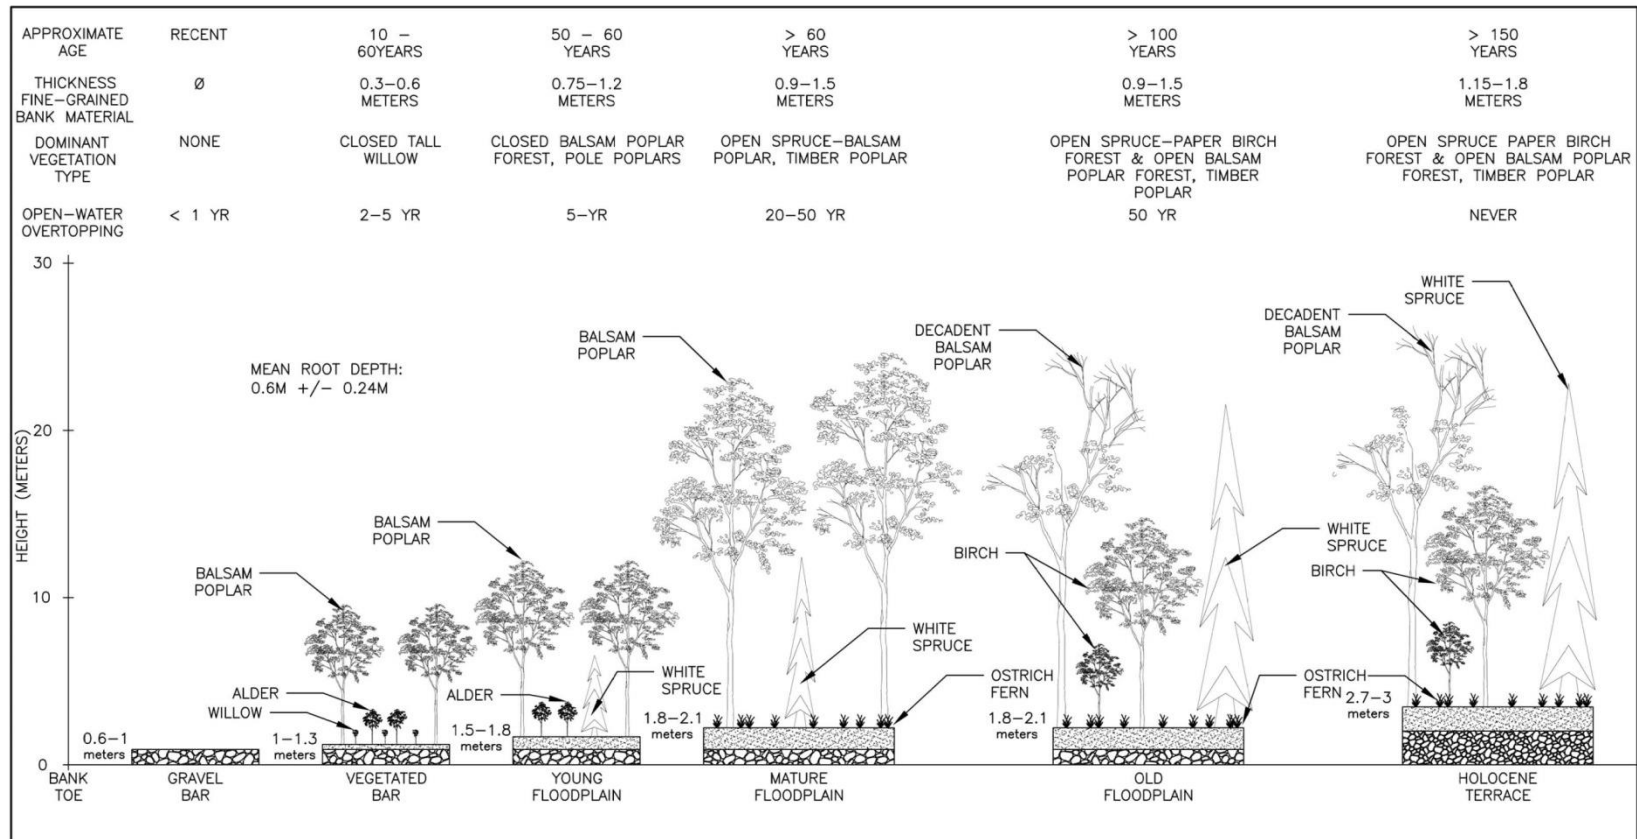 APPROXIMATE
AGE
RECENT
10 –
60YEARS
50 – 60
YEARS
> 60
YEARS
> 100
YEARS
> 150
YEARS
THICKNESS
FINE–GRAINED
BANK MATERIAL
Ø
0.3–0.6
METERS
0.75–1.2
METERS
0.9–1.5
METERS
0.9–1.5
METERS
1.15–1.8
METERS
DOMINANT
VEGETATION
TYPE
NONE
CLOSED TALL
WILLOW
CLOSED BALSAM POPLAR
FOREST, POLE POPLARS
OPEN SPRUCE–BALSAM
POPLAR, TIMBER POPLAR
OPEN SPRUCE–PAPER BIRCH
FOREST & OPEN BALSAM
POPLAR FOREST, TIMBER
POPLAR
OPEN SPRUCE PAPER BIRCH
FOREST & OPEN BALSAM POPLAR
FOREST, TIMBER POPLAR
OPEN–WATER
OVERTOPPING
< 1 YR
2–5 YR
5–YR
20–50 YR
50 YR
NEVER
HEIGHT (METERS)
30
20
10
0
MEAN ROOT DEPTH:
0.6M +/– 0.24M
BALSAM
POPLAR
ALDER
WILLOW
BALSAM
POPLAR
ALDER
WHITE
SPRUCE
BALSAM
POPLAR
WHITE
SPRUCE
OSTRICH
FERN
DECADENT
BALSAM
POPLAR
BIRCH
WHITE
SPRUCE
OSTRICH
FERN
DECADENT
BALSAM
POPLAR
WHITE
SPRUCE
BIRCH
0.6–1
meters
1–1.3
meters
1.5–1.8
meters
1.8–2.1
meters
1.8–2.1
meters
2.7–3
meters
BANK
TOE
GRAVEL
BAR
VEGETATED
BAR
YOUNG
FLOODPLAIN
MATURE
FLOODPLAIN
OLD
FLOODPLAIN
HOLOCENE
TERRACE